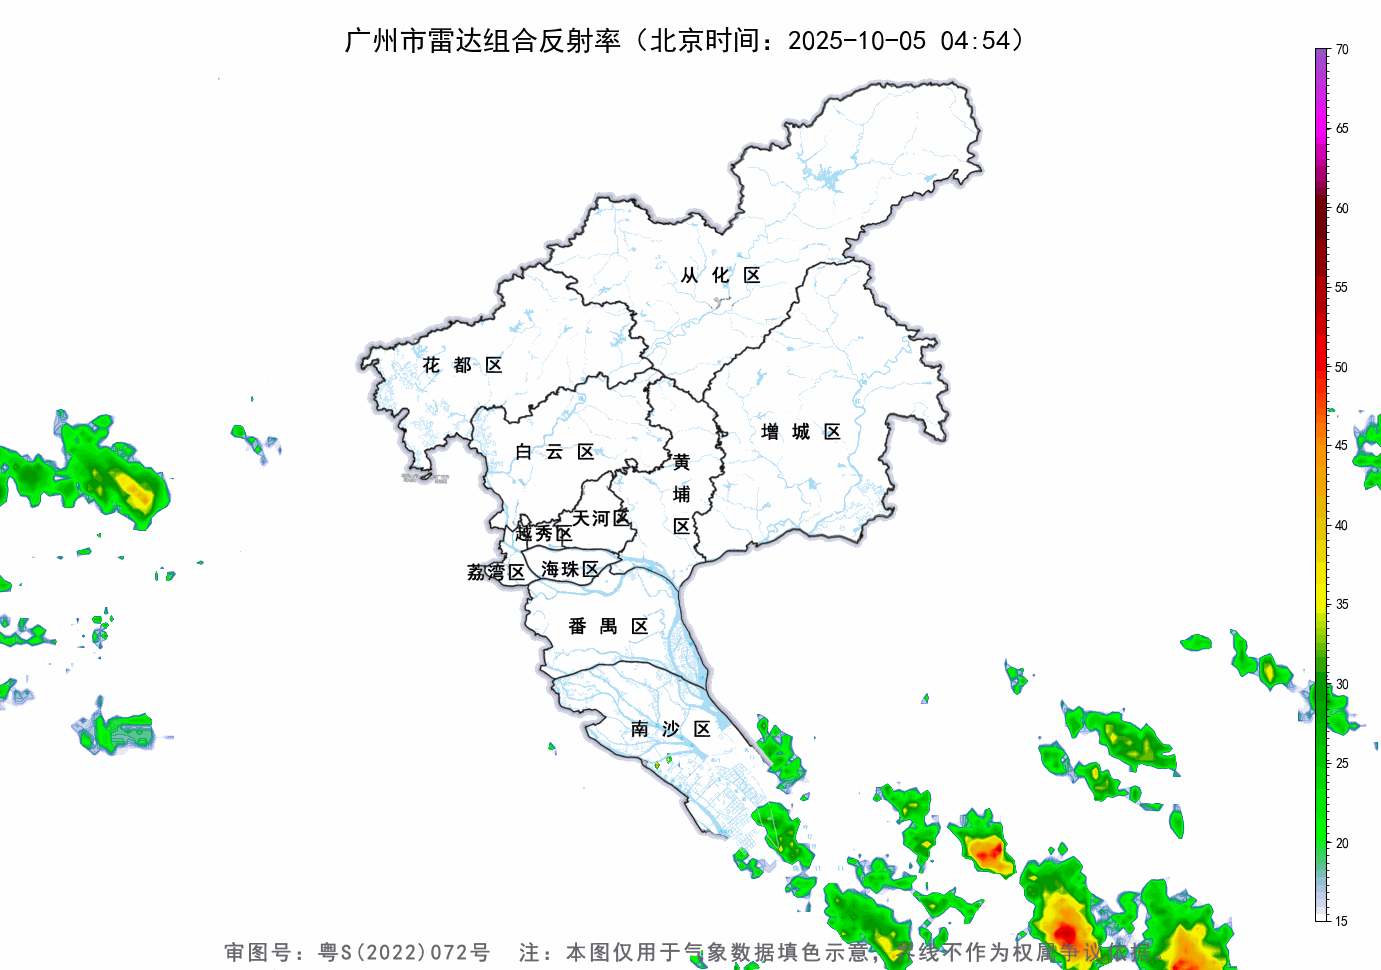 广州市雷达组合反射率（北京时间：2025-10-05 04:54）
70
65
60
55
50
45
40
35
30
25
20
15
从化区
花都区
增城区
白云区
黄埔区
天河区
越秀区
荔湾区
海珠区
番禺区
南沙区
审图号：粤S(2022)072号 注：本图仅用于气象数据填色示意，界线不作为权属争议依据。